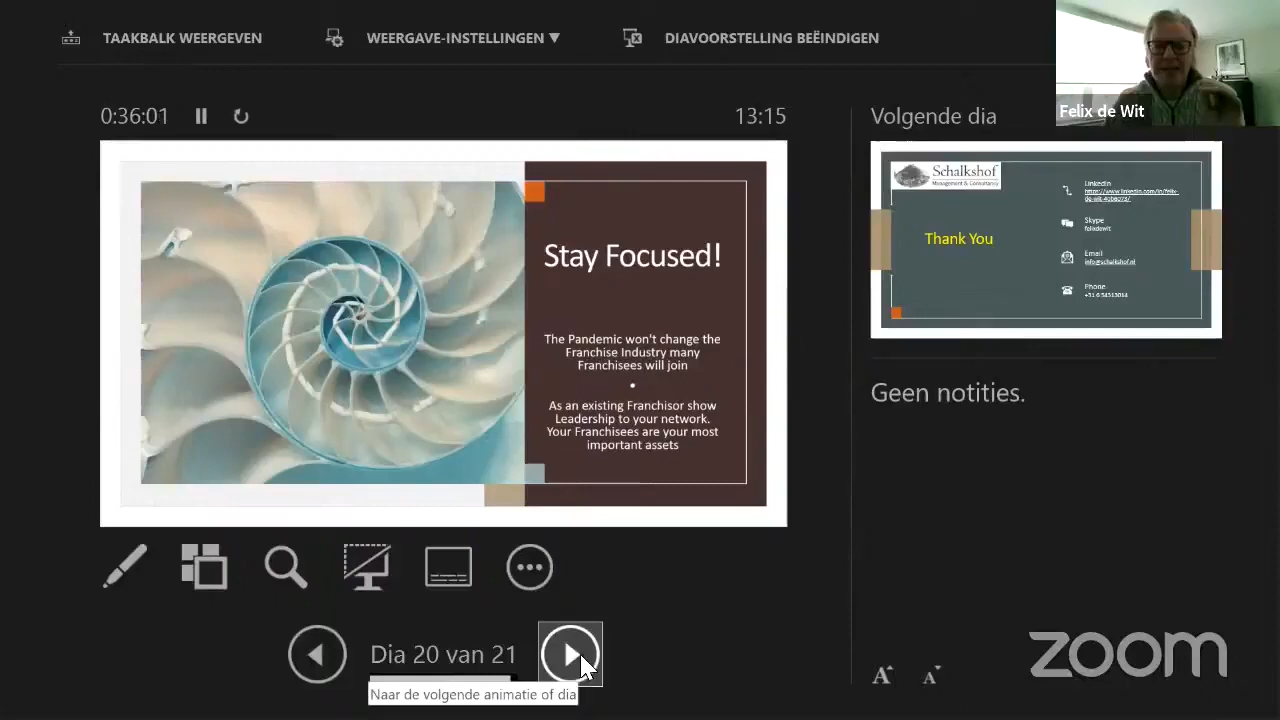 TAAKBALK WEERGEVEN
WEERGAVE-INSTELLINGEN ▼
DIAVOORSTELLING BEËINDIGEN
Felix de Wit
0:36:01
13:15
Volgende dia
Stay Focused!
The Pandemic won't change the
Franchise Industry many
Franchisees will join
•
As an existing Franchisor show
Leadership to your network.
Your Franchisees are your most
important assets
Schalkshof
Management & Consultancy
Thank You
LinkedIn
Skype
felixdewit
Email
info@schalkshof.nl
Phone
Geen notities.
Dia 20 van 21
Naar de volgende animatie of dia
A A
zoom